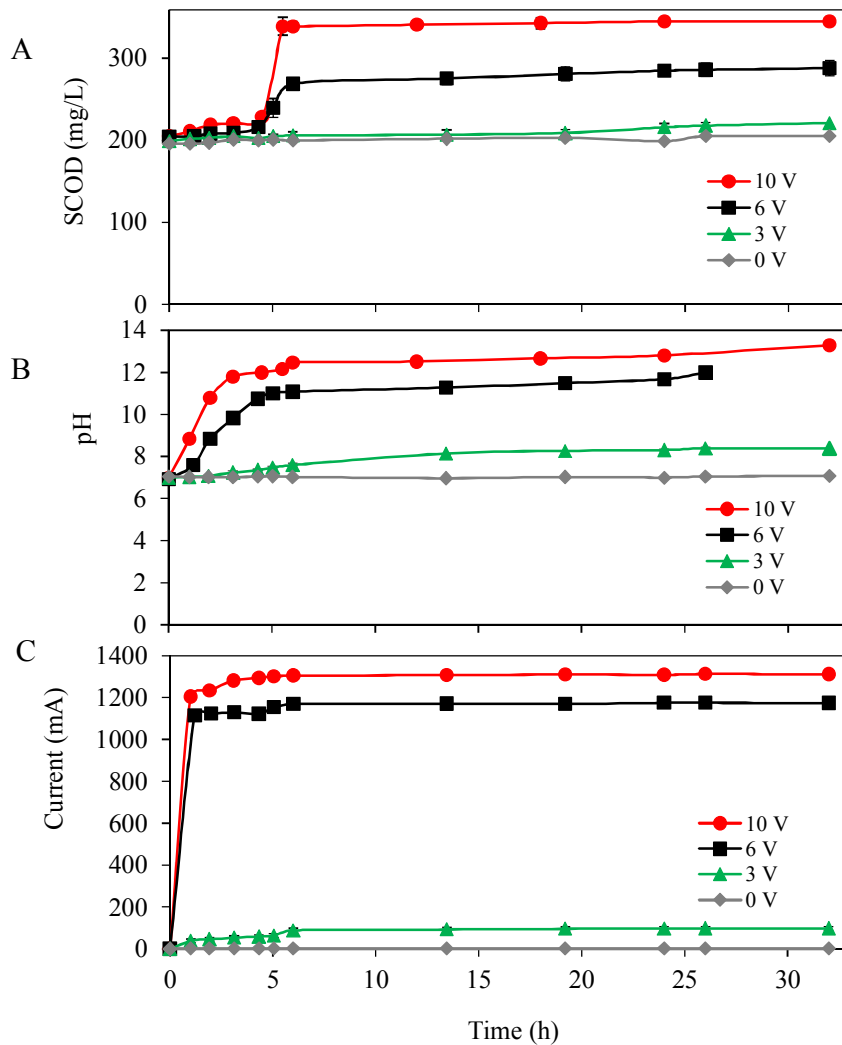 A
SCOD (mg/L)
300
200
100
0
10 V
6 V
3 V
0 V
B
pH
14
12
10
8
6
4
2
0
10 V
6 V
3 V
0 V
C
Current (mA)
1400
1200
1000
800
600
400
200
0
10 V
6 V
3 V
0 V
0 5 10 15 20 25 30
Time (h)